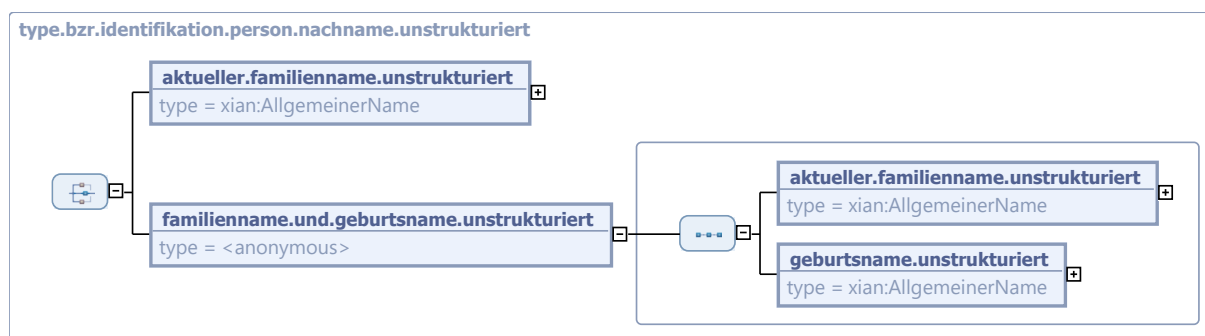 type.bzr.identifikation.person.nachname.unstrukturiert
aktueller.familienname.unstrukturiert
type = xian:AllgemeinerName
familienname.und.geburtsname.unstrukturiert
type = <anonymous>
aktueller.familienname.unstrukturiert
type = xian:AllgemeinerName
geburtsname.unstrukturiert
type = xian:AllgemeinerName